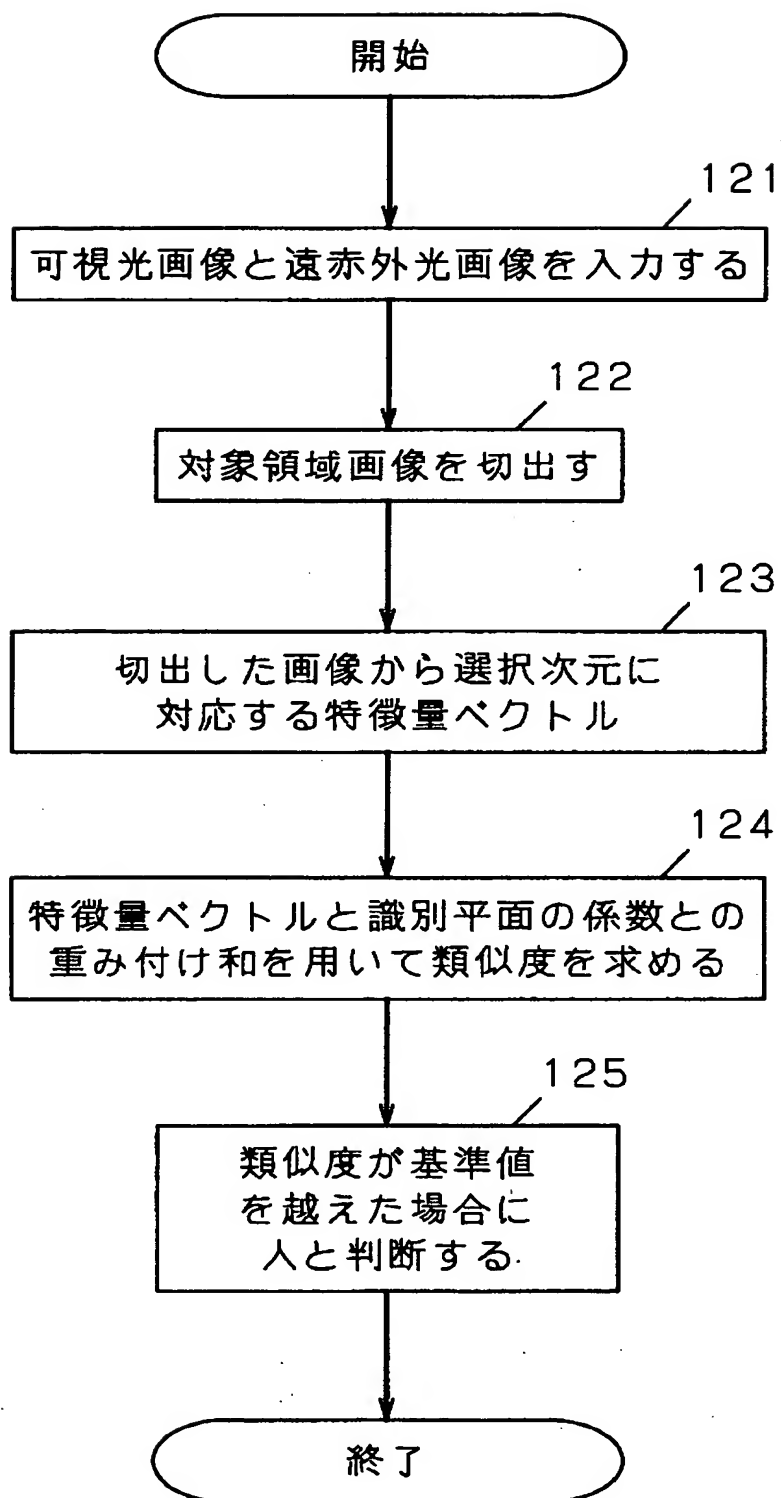 開始
121
可視光画像と遠赤外光画像を入力する
122
対象領域画像を切出す
123
切出した画像から選択次元に
対応する特徴量ベクトル
124
特徴量ベクトルと識別平面の係数との
重み付け和を用いて類似度を求める
125
類似度が基準値
を越えた場合に
人と判断する
終了